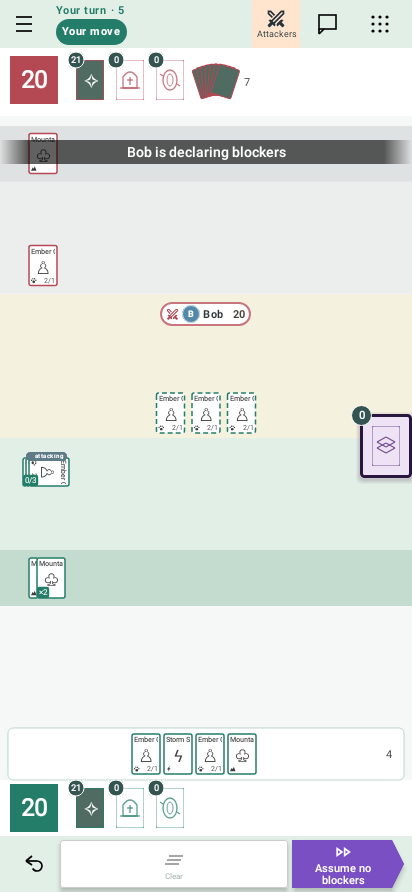 Your turn · 5
Your move
Attackers
20
21
0
0
7
Mounta
Bob is declaring blockers
Ember (
2/1
B Bob 20
Ember (
Ember (
Ember (
2/1
2/1
2/1
0
attacking
Ember (
0/3
M
Mounta
×2
Ember (
Storm S
Ember (
Mounta
2/1
2/1
4
20
21
0
0
Clear
Assume no
blockers